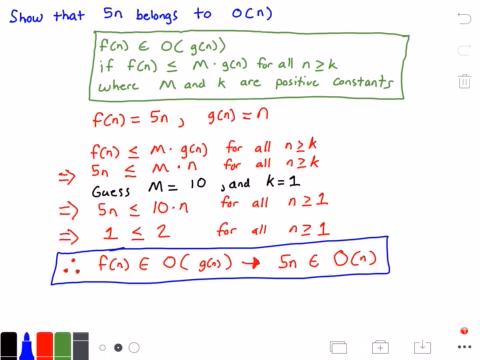 Show that 5n belongs to O(n)
f(n) ∈ O( g(n))
if f(n) ≤ M · g(n) for all n ≥ k
where M and k are positive constants
f(n) = 5n, g(n) = n
f(n) ≤ M · g(n) for all n ≥ k
⇒ 5n ≤ M · n for all n ≥ k
Guess M = 10, and k = 1
⇒ 5n ≤ 10 · n for all n ≥ 1
⇒ 1 ≤ 2 for all n ≥ 1
∴ f(n) ∈ O( g(n)) → 5n ∈ O(n)